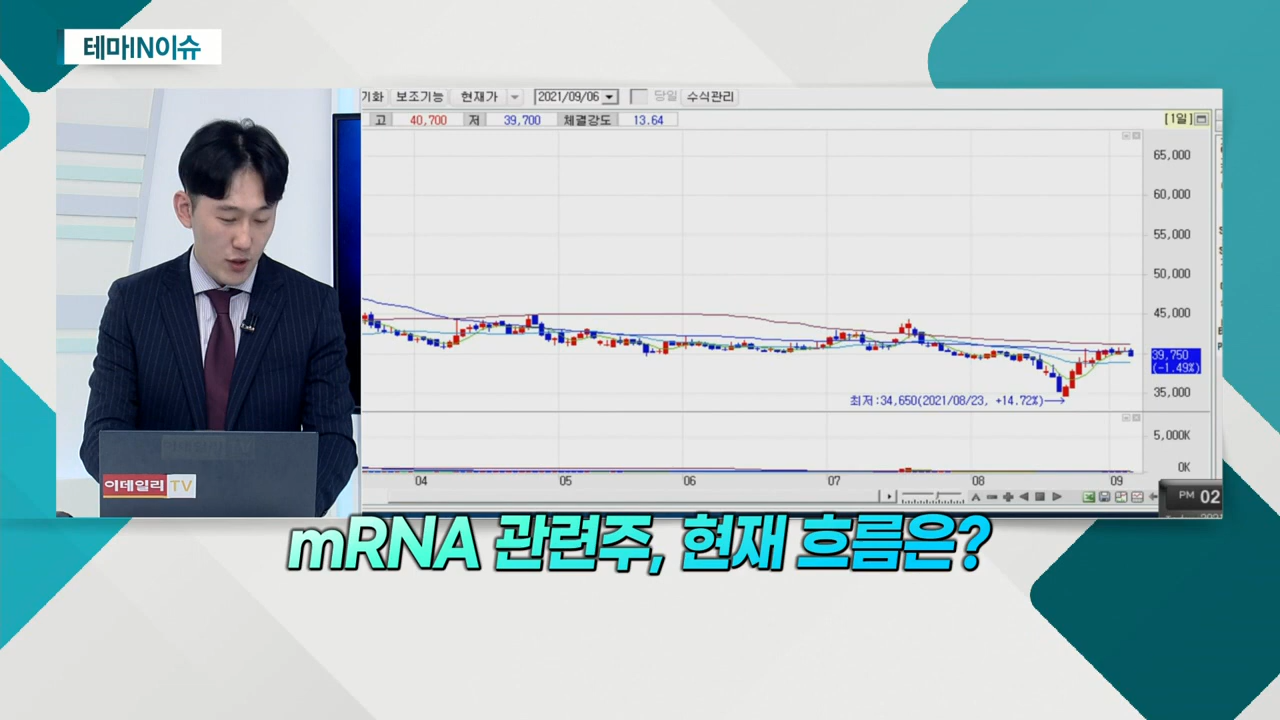 테마IN이슈
기화 보조기능 현재가 2021/09/06 당일 수식관리
고 40,700 저 39,700 체결강도 13.64 [1일]
65,000
60,000
55,000
50,000
45,000
39,750
(-1.49%)
35,000
최저:34,650(2021/08/23, +14.72%)
5,000K
0K
04 05 06 07 08 09
PM 02
이데일리 TV
mRNA 관련주, 현재 흐름은?